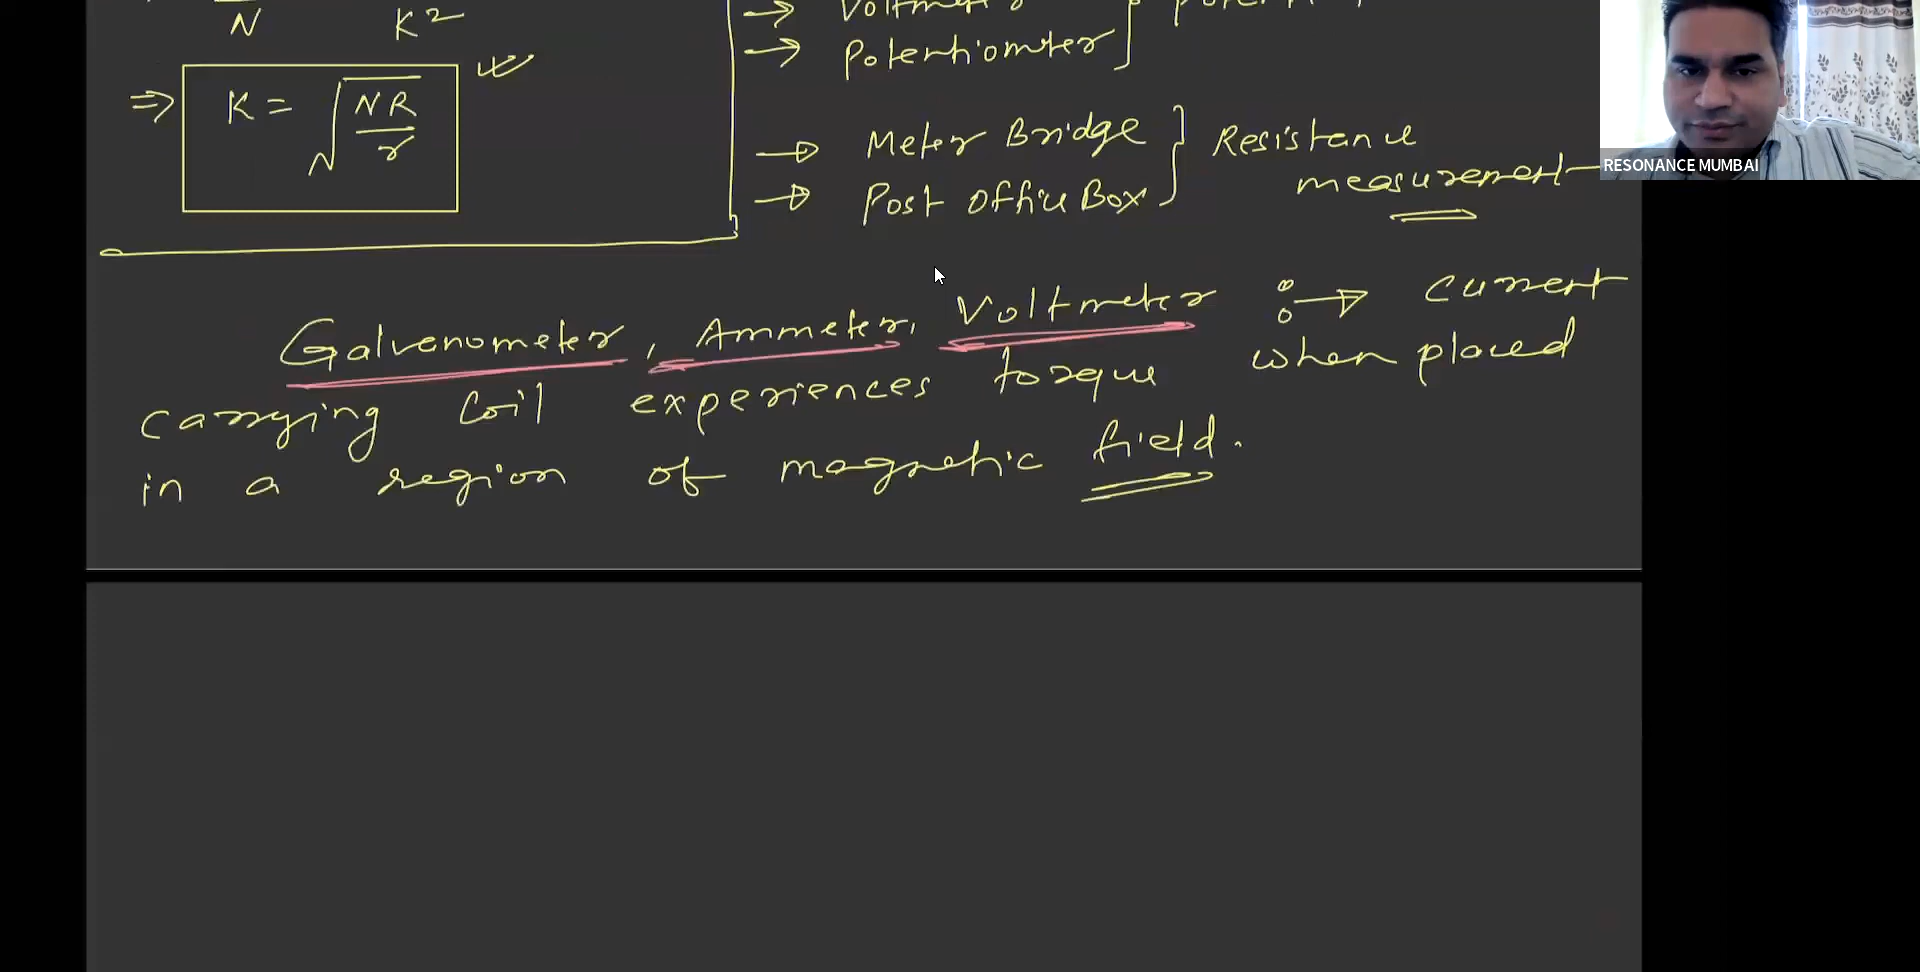 N K²
→ Potentiometer
⇒ K = √(NR/r)
→ Meter Bridge } Resistance
→ Post Office Box measurement
RESONANCE MUMBAI
Galvenometer, Ammeter, Voltmeter :→ Current
carrying Coil experiences torque when placed
in a region of magnetic field.